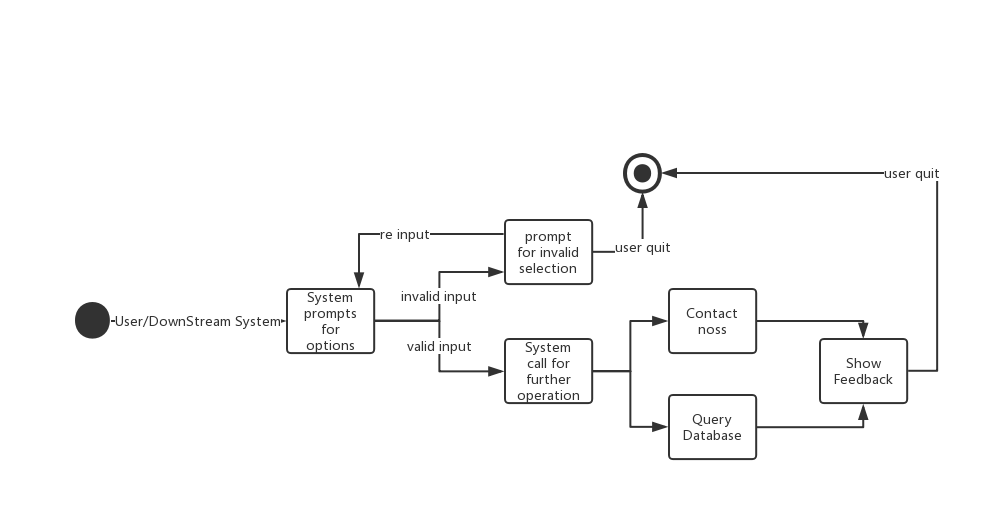 user quit
re input
prompt
for invalid
selection
user quit
invalid input
System
prompts
for
options
User/DownStream System
Contact
noss
valid input
System
call for
further
operation
Show
Feedback
Query
Database